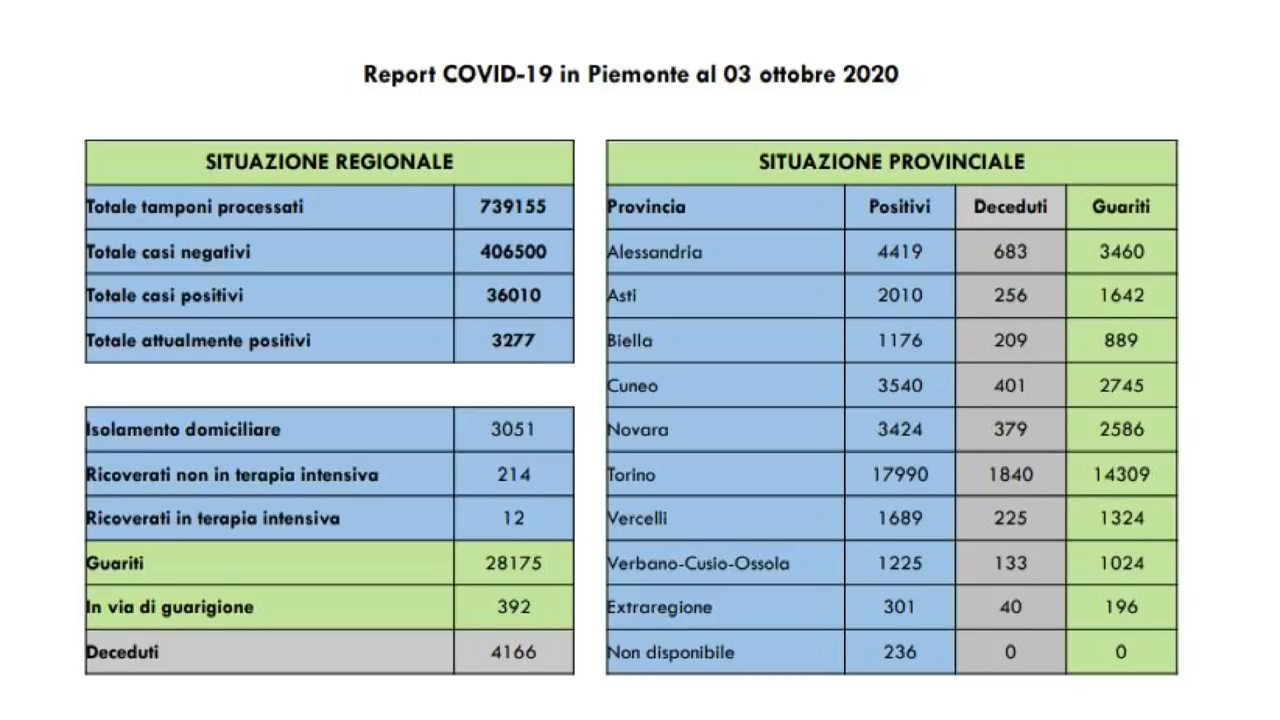 Report COVID-19 in Piemonte al 03 ottobre 2020
SITUAZIONE REGIONALE
Totale tamponi processati 739155
Totale casi negativi 406500
Totale casi positivi 36010
Totale attualmente positivi 3277
Isolamento domiciliare 3051
Ricoverati non in terapia intensiva 214
Ricoverati in terapia intensiva 12
Guariti 28175
In via di guarigione 392
Deceduti 4166
SITUAZIONE PROVINCIALE
Provincia Positivi Deceduti Guariti
Alessandria 4419 683 3460
Asti 2010 256 1642
Biella 1176 209 889
Cuneo 3540 401 2745
Novara 3424 379 2586
Torino 17990 1840 14309
Vercelli 1689 225 1324
Verbano-Cusio-Ossola 1225 133 1024
Extraregione 301 40 196
Non disponibile 236 0 0